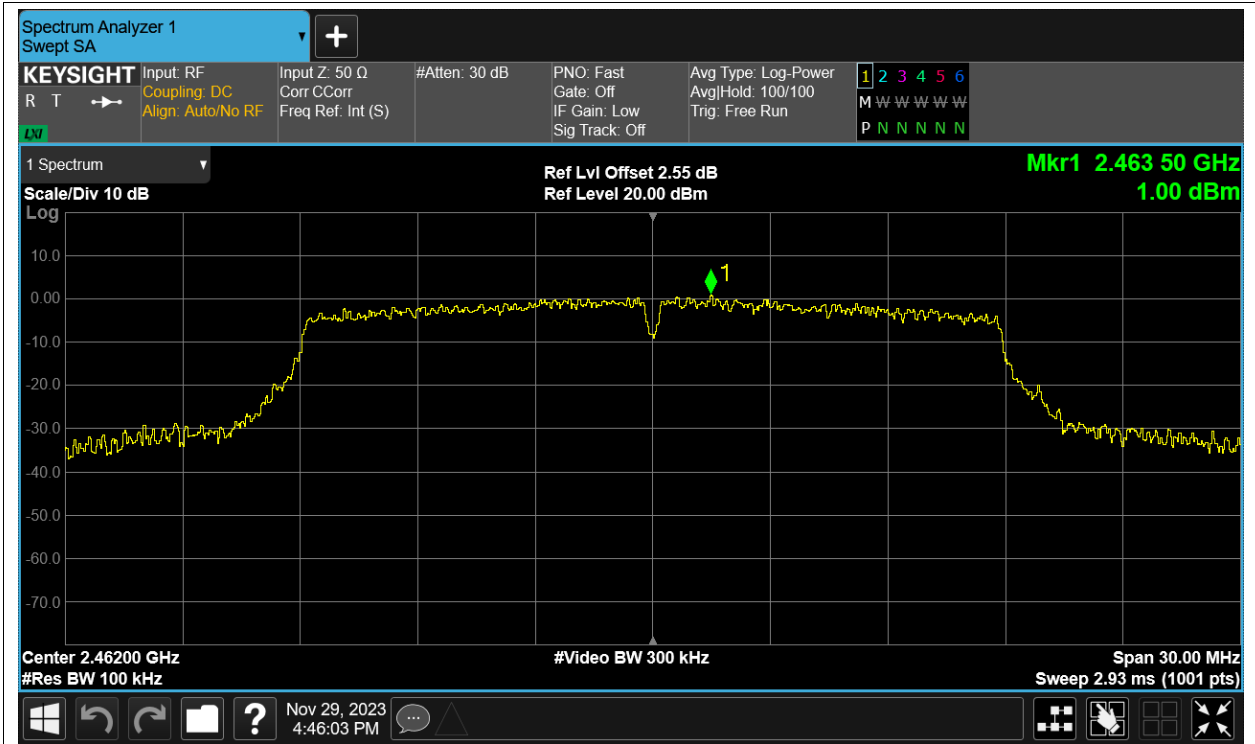 Spectrum Analyzer 1
Swept SA
KEYSIGHT
R T
LXI
Input: RF
Coupling: DC
Align: Auto/No RF
Input Z: 50 Ω
Corr CCorr
Freq Ref: Int (S)
#Atten: 30 dB
PNO: Fast
Gate: Off
IF Gain: Low
Sig Track: Off
Avg Type: Log-Power
Avg|Hold: 100/100
Trig: Free Run
1 2 3 4 5 6
M W W W W W
P N N N N N
1 Spectrum
Scale/Div 10 dB
Log
Ref Lvl Offset 2.55 dB
Ref Level 20.00 dBm
Mkr1 2.463 50 GHz
1.00 dBm
1
10.0
0.00
-10.0
-20.0
-30.0
-40.0
-50.0
-60.0
-70.0
Center 2.46200 GHz
#Res BW 100 kHz
#Video BW 300 kHz
Span 30.00 MHz
Sweep 2.93 ms (1001 pts)
?
Nov 29, 2023
4:46:03 PM